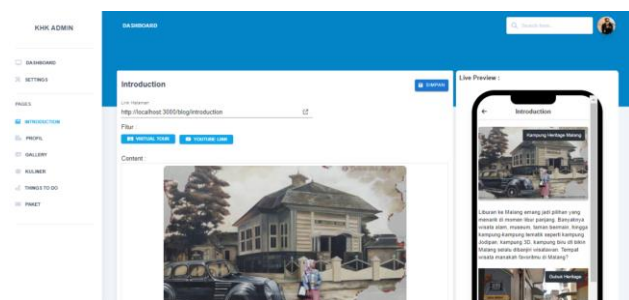 KHK ADMIN
DASHBOARD
SETTINGS
PAGES
INTRODUCTION
PROFIL
GALLERY
KULINER
THINGS TO DO
PAKET
DASHBOARD
Introduction
SIMPAN
Link Halaman
http://localhost:3000/blog/introduction
Fitur :
VIRTUAL TOUR
YOUTUBE LINK
Content :
Live Preview :
Introduction
Kampung Heritage Malang
Liburan ke Malang emang jadi pilihan yang
menarik di momen libur panjang. Banyaknya
wisata alam, museum, taman bermain, hingga
kampung-kampung tematik seperti kampung
Jodipan, kampung 3D, kampung biru di bikin
Malang selalu dibanjiri wisatawan. Tempat
wisata manakah favoritmu di Malang?
Gubuk Heritage